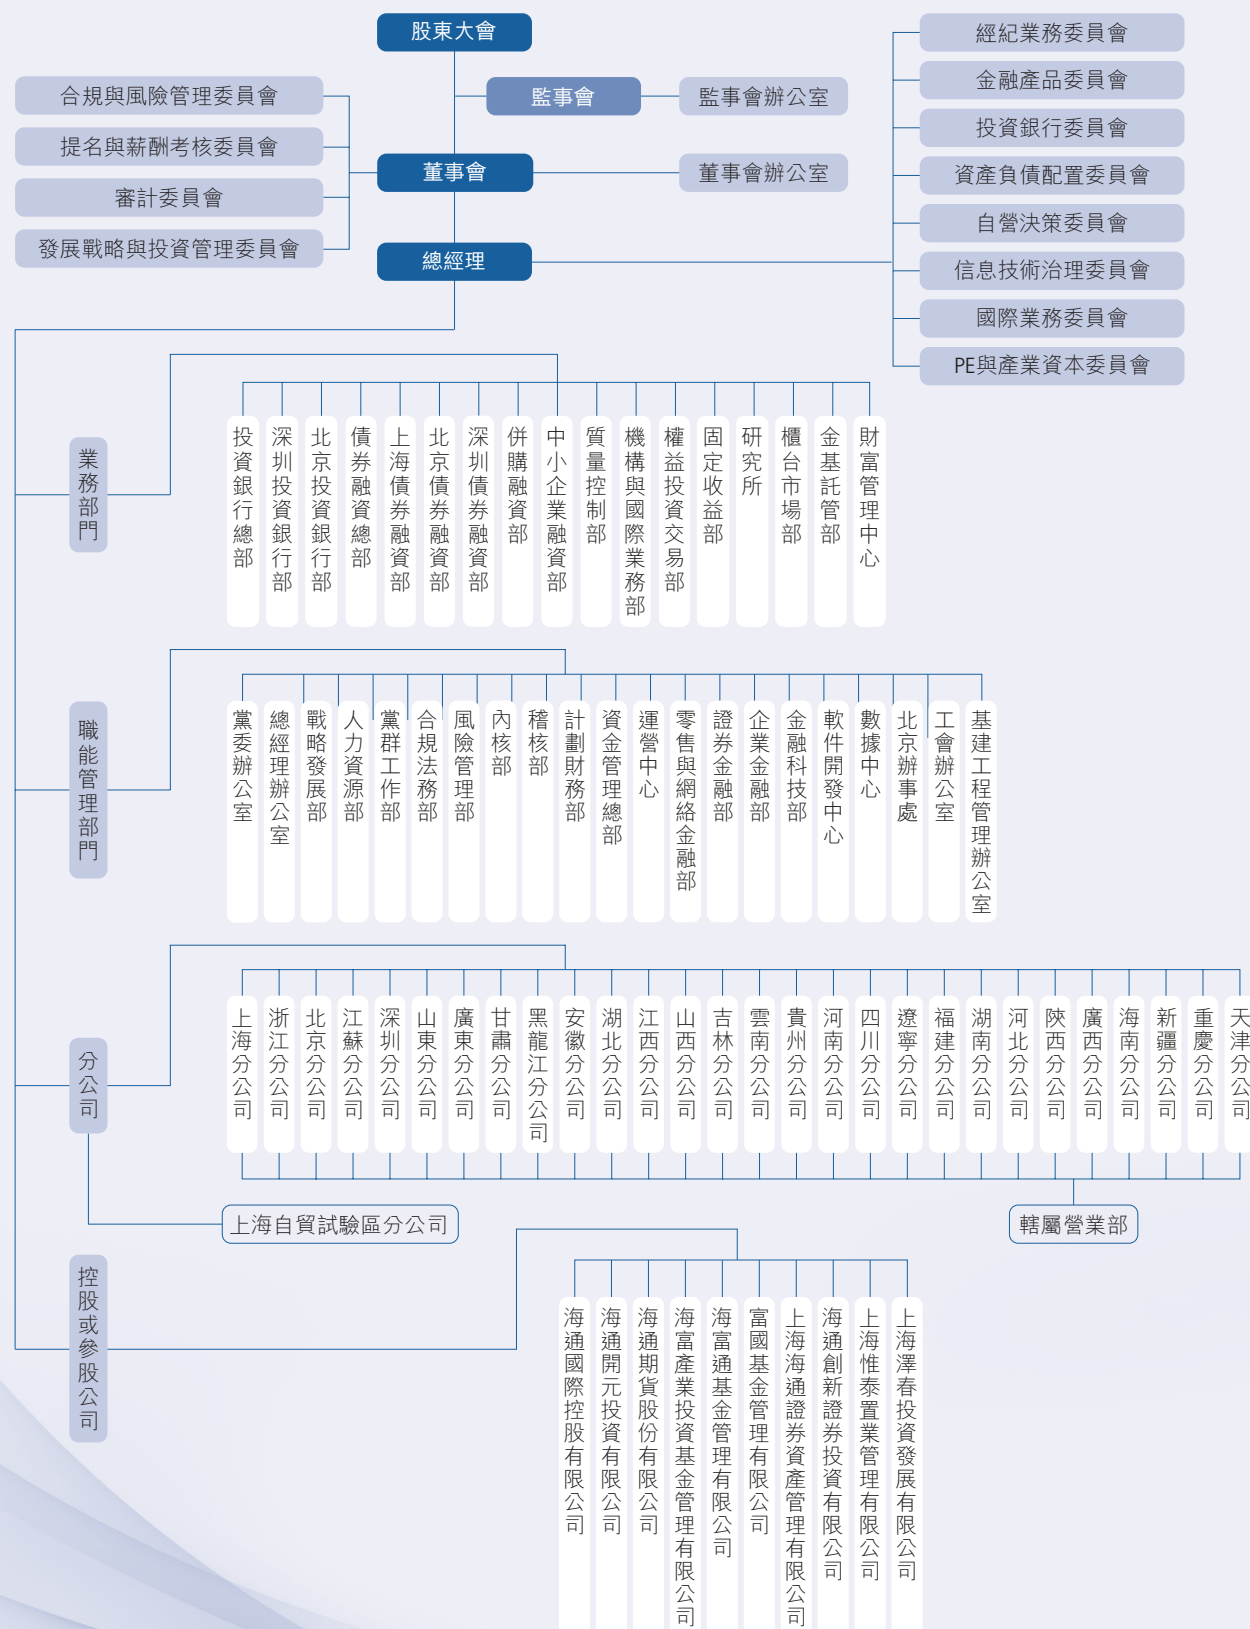 股東大會
監事會
監事會辦公室
合規與風險管理委員會
提名與薪酬考核委員會
審計委員會
發展戰略與投資管理委員會
董事會
董事會辦公室
總經理
經紀業務委員會
金融產品委員會
投資銀行委員會
資產負債配置委員會
自營決策委員會
信息技術治理委員會
國際業務委員會
PE與產業資本委員會
業務部門
投資銀行總部
深圳投資銀行部
北京投資銀行部
債券融資總部
上海債券融資部
北京債券融資部
深圳債券融資部
併購融資部
中小企業融資部
質量控制部
機構與國際業務部
權益投資交易部
固定收益部
研究所
櫃台市場部
金基託管部
財富管理中心
職能管理部門
黨委辦公室
總經理辦公室
戰略發展部
人力資源部
黨群工作部
合規法務部
風險管理部
內核部
稽核部
計劃財務部
資金管理總部
運營中心
零售與網絡金融部
證券金融部
企業金融部
金融科技部
軟件開發中心
數據中心
北京辦事處
工會辦公室
基建工程管理辦公室
分公司
上海分公司
浙江分公司
北京分公司
江蘇分公司
深圳分公司
山東分公司
廣東分公司
甘肅分公司
黑龍江分公司
安徽分公司
湖北分公司
江西分公司
山西分公司
吉林分公司
雲南分公司
貴州分公司
河南分公司
四川分公司
遼寧分公司
福建分公司
湖南分公司
河北分公司
陝西分公司
廣西分公司
海南分公司
新疆分公司
重慶分公司
天津分公司
上海自貿試驗區分公司
轄屬營業部
控股或參股公司
海通國際控股有限公司
海通開元投資有限公司
海通期貨股份有限公司
海富產業投資基金管理有限公司
海富通基金管理有限公司
富國基金管理有限公司
上海海通證券資產管理有限公司
海通創新證券投資有限公司
上海惟泰置業管理有限公司
上海澤春投資發展有限公司